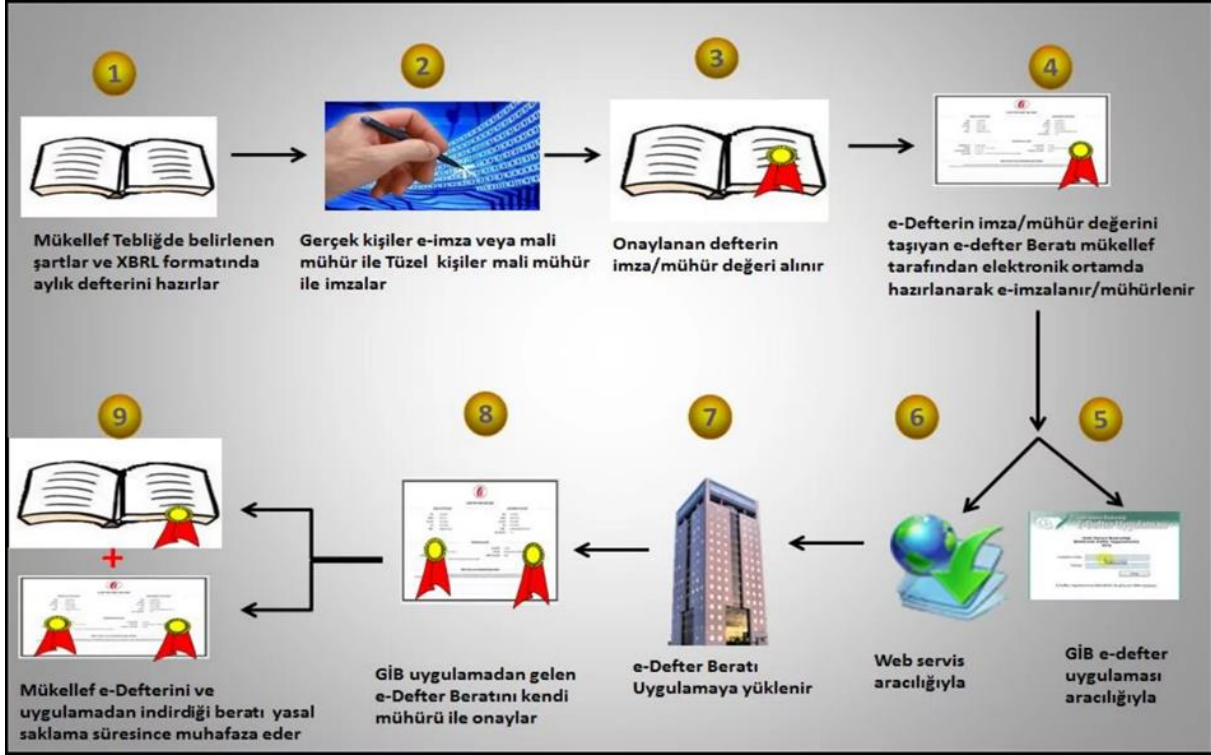 1
2
3
4
Mükellef Tebliğde belirlenen
şartlar ve XBRL formatında
aylık defterini hazırlar
Gerçek kişiler e-imza veya mali
mühür ile Tüzel kişiler mali mühür
ile imzalar
Onaylanan defterin
imza/mühür değeri alınır
e-Defterin imza/mühür değerini
taşıyan e-defter Beratı mükellef
tarafından elektronik ortamda
hazırlanarak e-imzalanır/mühürlenir
9
8
7
6
5
e-Defter Uygulaması
+
Mükellef e-Defterini ve
uygulamadan indirdiği beratı yasal
saklama süresince muhafaza eder
GİB uygulamadan gelen
e-Defter Beratını kendi
mühürü ile onaylar
e-Defter Beratı
Uygulamaya yüklenir
Web servis
aracılığıyla
GİB e-defter
uygulaması
aracılığıyla